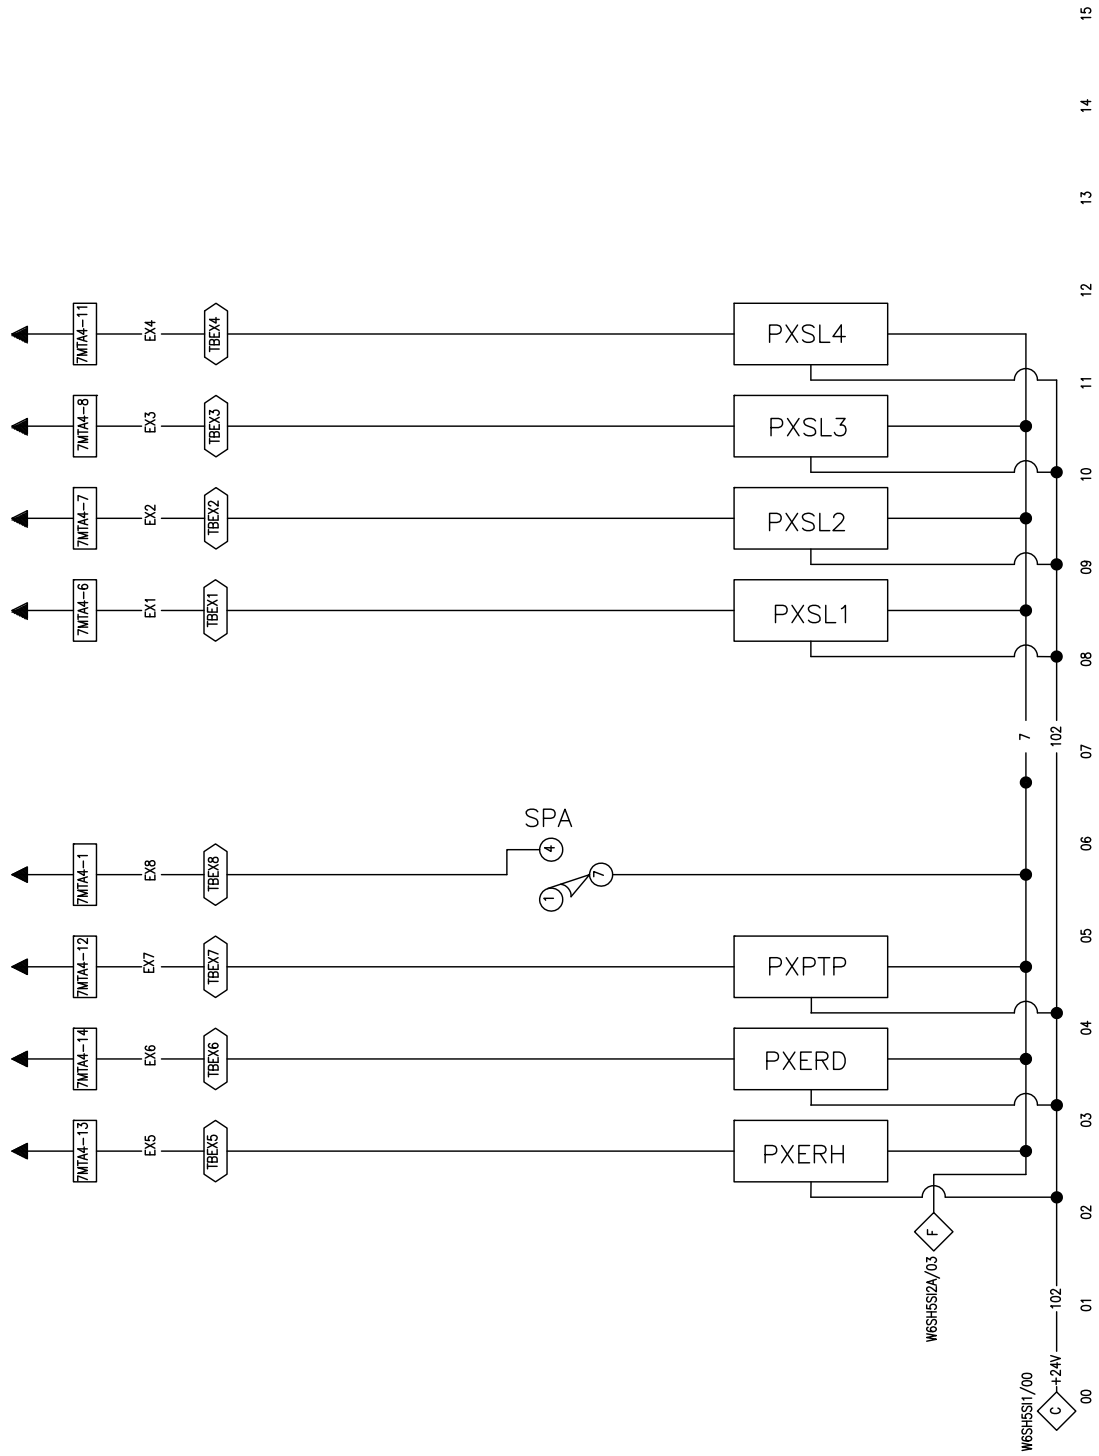 15
14
13
12
11
10
09
08
07
06
05
04
03
02
01
00
7MTA4-11
EX4
TBEX4
PXSL4
7MTA4-8
EX3
TBEX3
PXSL3
7MTA4-7
EX2
TBEX2
PXSL2
7MTA4-6
EX1
TBEX1
PXSL1
7
102
7MTA4-1
EX8
TBEX8
SPA
4
1
7
7MTA4-12
EX7
TBEX7
PXPTP
7MTA4-14
EX6
TBEX6
PXERD
7MTA4-13
EX5
TBEX5
PXERH
F
W6SH5SI2A/03
W6SH5SI1/00
C
+24V
102